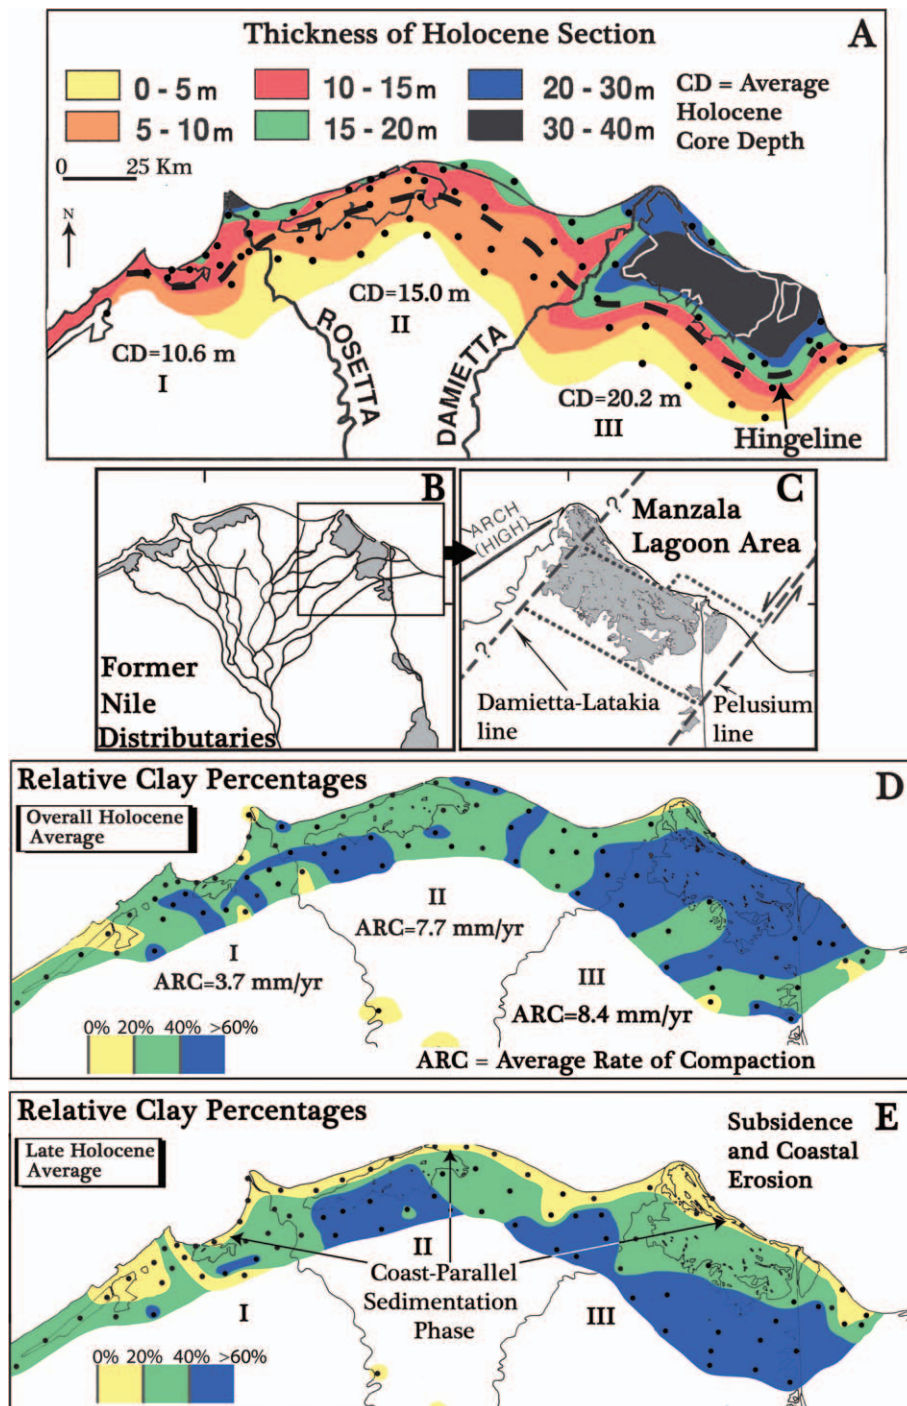 Thickness of Holocene Section
A
0 - 5 m
10 - 15 m
20 - 30 m
5 - 10 m
15 - 20 m
30 - 40 m
CD = Average
Holocene
Core Depth
0 25 Km
N
CD=10.6 m
I
CD=15.0 m
II
CD=20.2 m
III
ROSETTA
DAMIETTA
Hingeline
B
Former
Nile
Distributaries
C
ARCH
(HIGH)
?
Manzala
Lagoon Area
?
Damietta-Latakia
line
Pelusium
line
Relative Clay Percentages
D
Overall Holocene
Average
I
ARC=3.7 mm/yr
II
ARC=7.7 mm/yr
III
ARC=8.4 mm/yr
0% 20% 40% >60%
ARC = Average Rate of Compaction
Relative Clay Percentages
E
Late Holocene
Average
Subsidence
and Coastal
Erosion
II
Coast-Parallel
Sedimentation
Phase
I
III
0% 20% 40% >60%